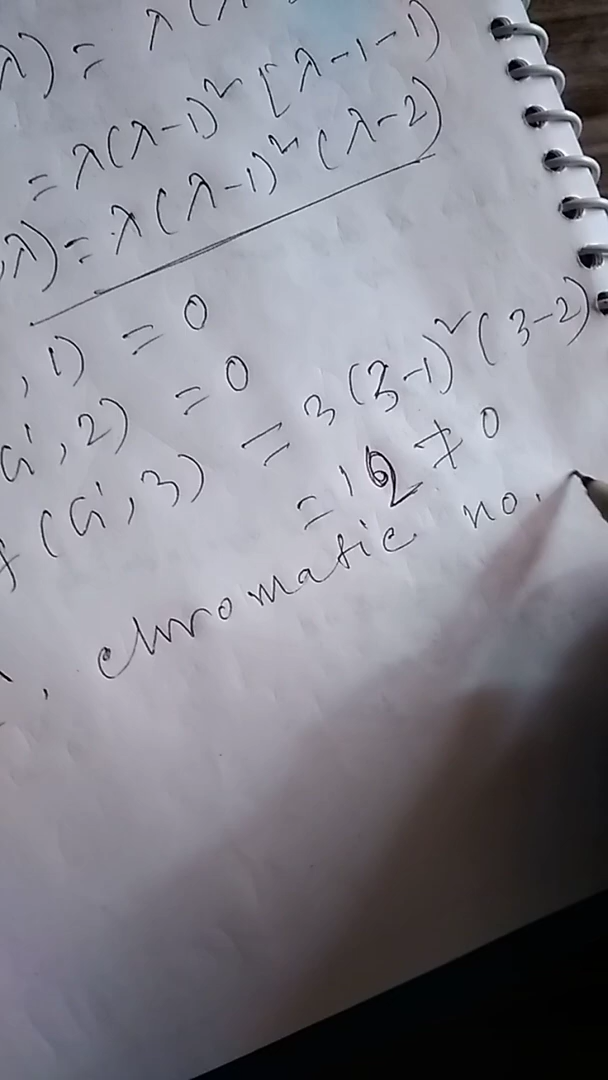 λ) = λ(λ
= λ(λ-1)² [λ-1-1)
,λ) = λ(λ-1)² (λ-2)
, 1) = 0
G', 2) = 0
f(G', 3) = 3(3-1)² (3-2)
= 12 ≠ 0
, chromatic no.